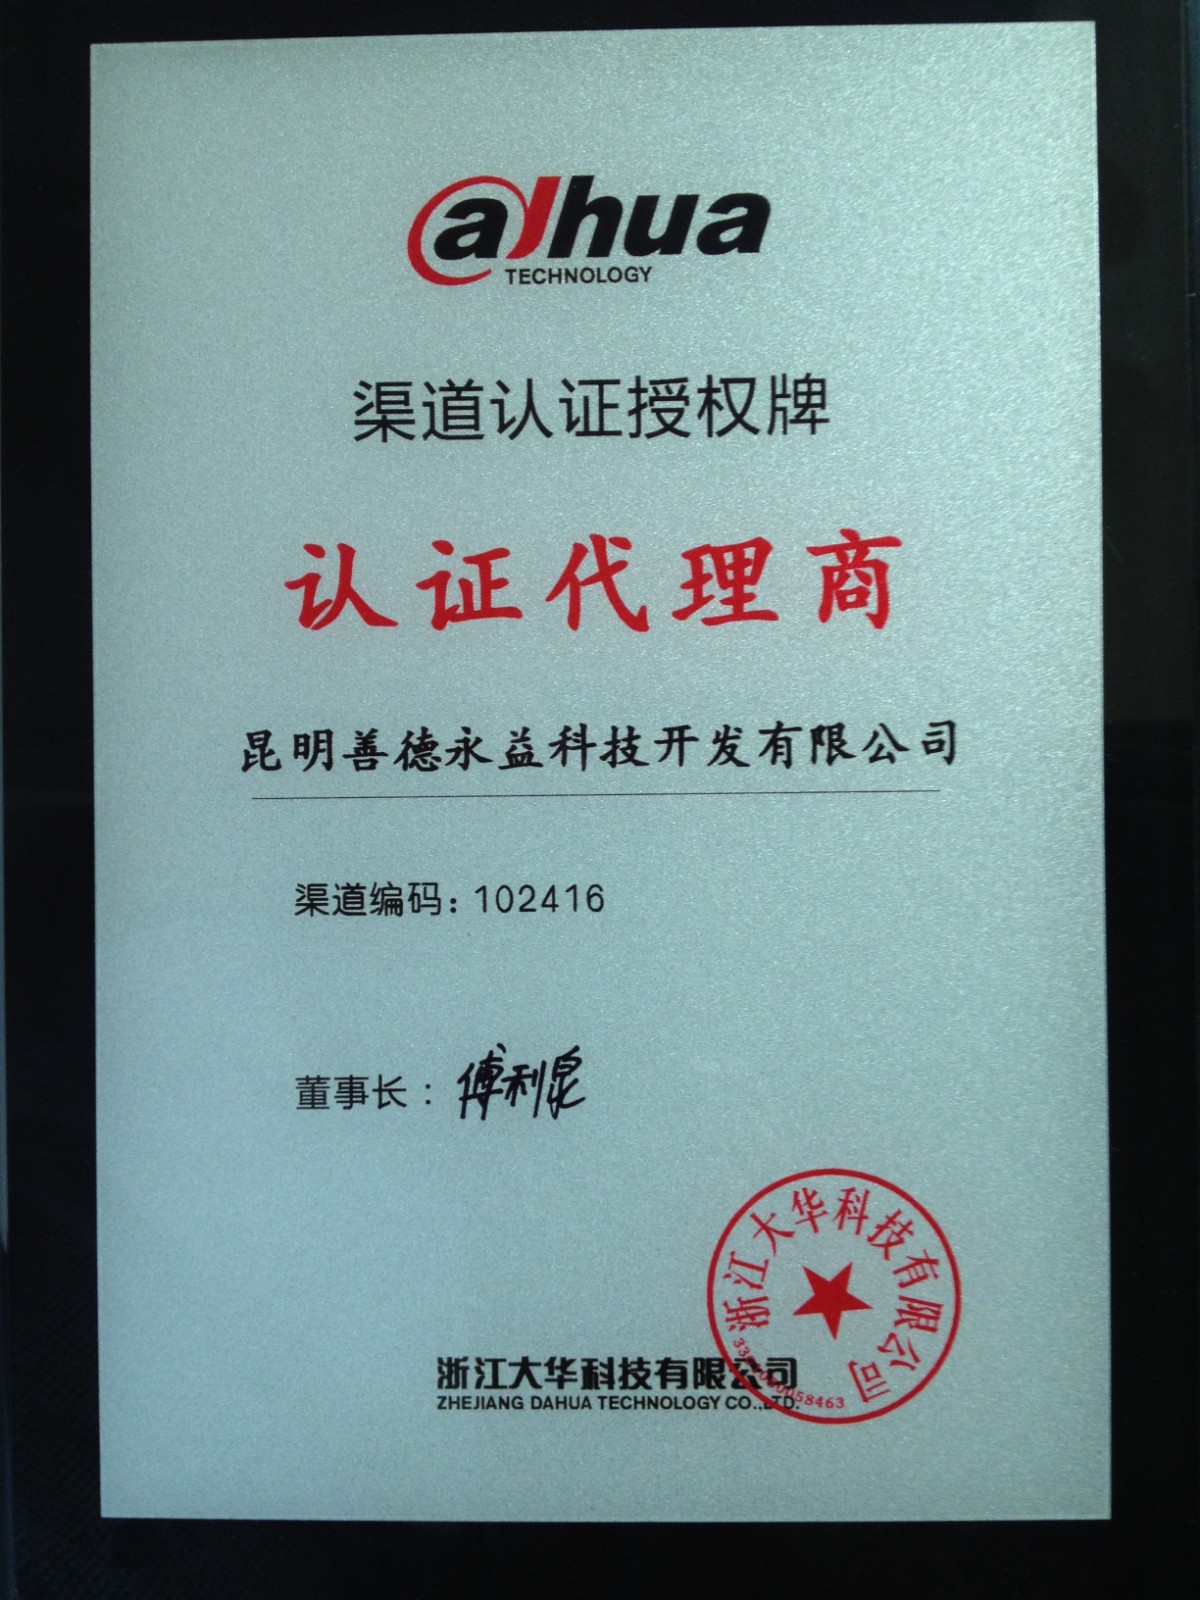 alhua
TECHNOLOGY
渠道认证授权牌
认证代理商
昆明善德永益科技开发有限公司
渠道编码：102416
董事长：傅利泉
浙江大华科技有限公司
浙江大华科技有限公司
ZHEJIANG DAHUA TECHNOLOGY CO.,LTD.